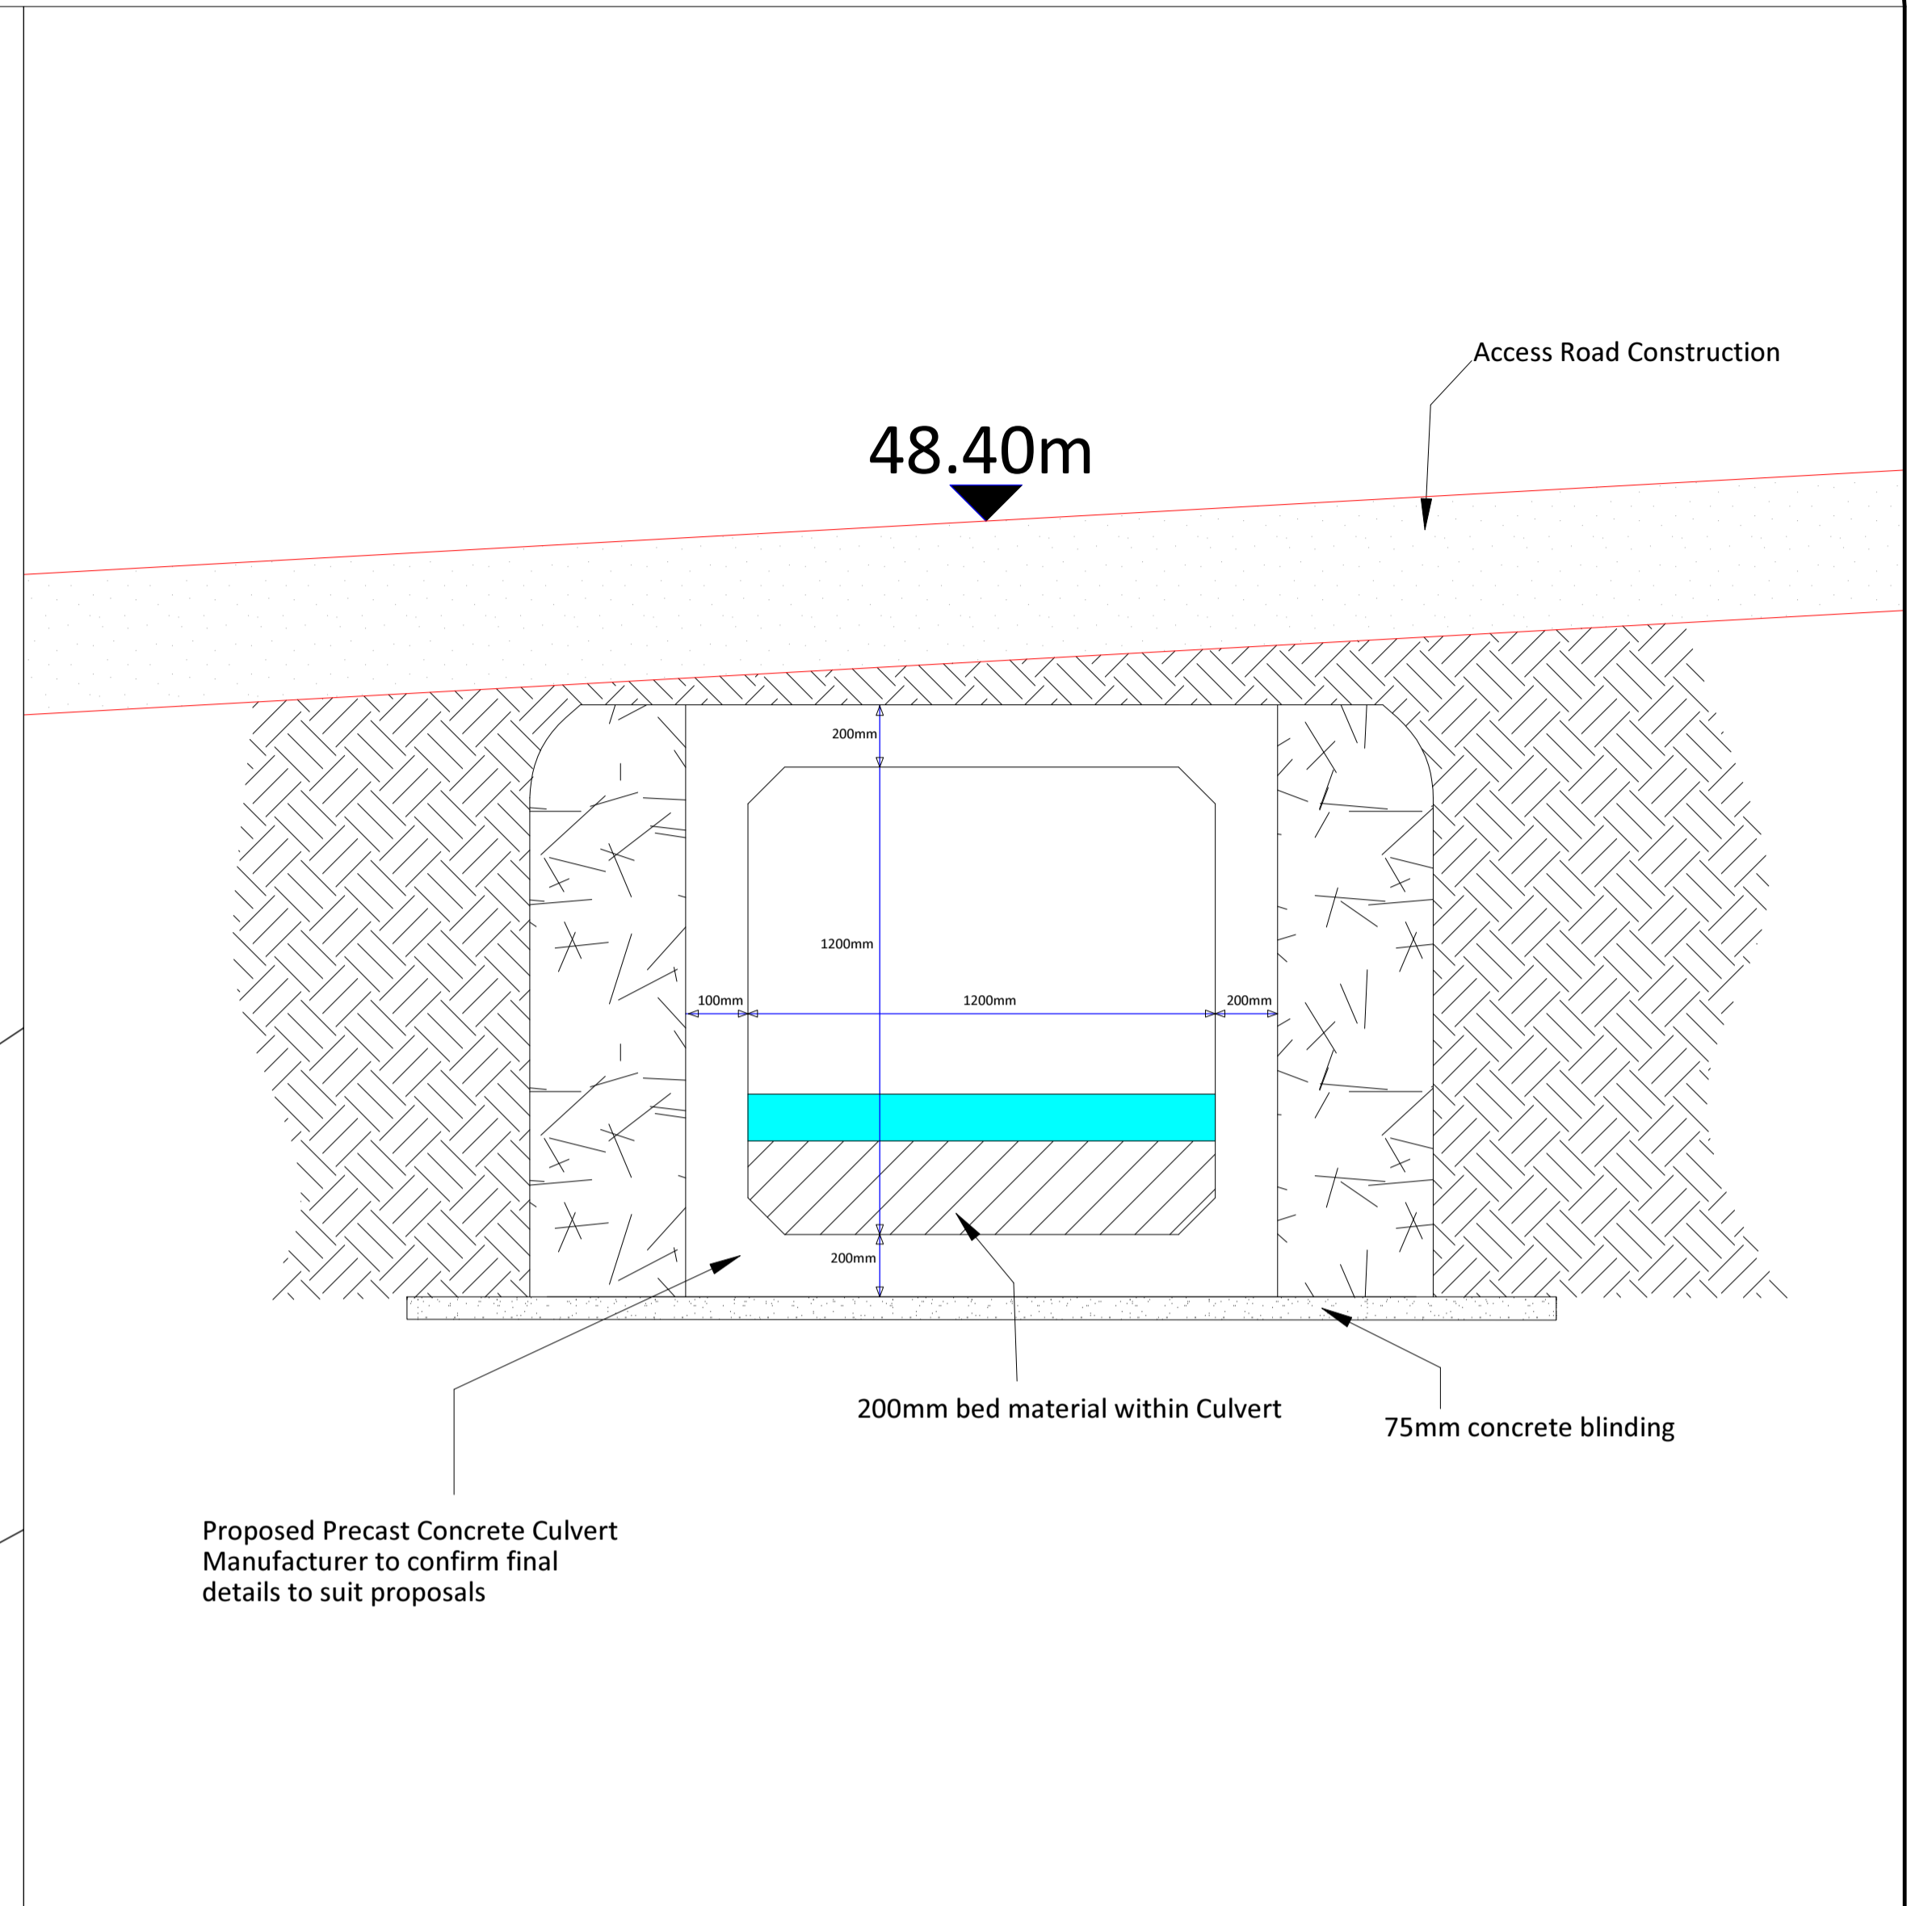 Access Road Construction
48.40m
200mm
1200mm
100mm
1200mm
200mm
200mm
200mm bed material within Culvert
75mm concrete blinding
Proposed Precast Concrete Culvert
Manufacturer to confirm final
details to suit proposals